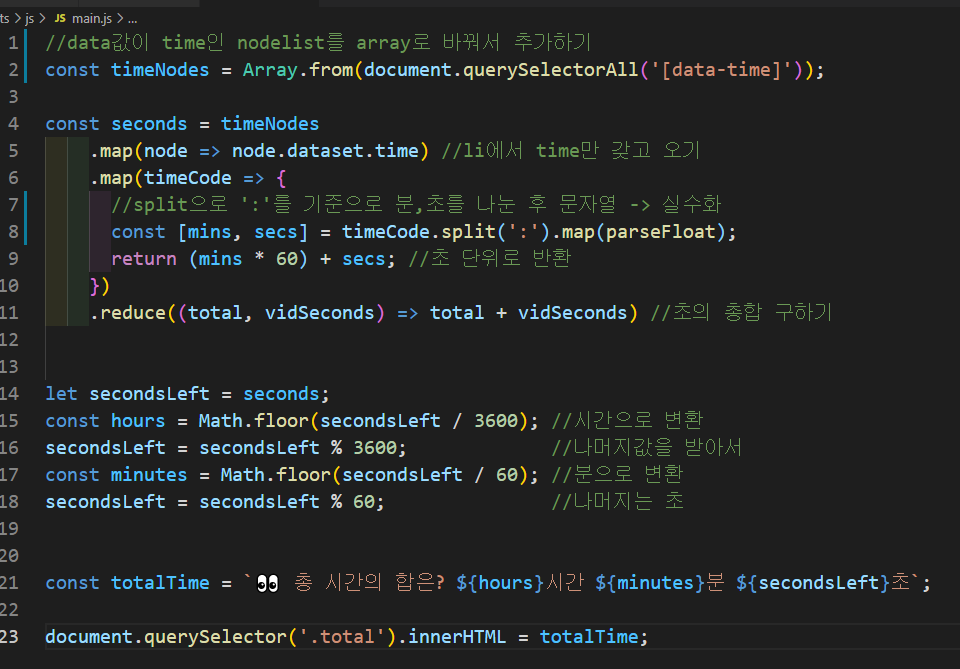 ts > js > JS main.js > ...
1 //data값이 time인 nodelist를 array로 바꿔서 추가하기
2 const timeNodes = Array.from(document.querySelectorAll('[data-time]'));
3
4 const seconds = timeNodes
5 .map(node => node.dataset.time) //li에서 time만 갖고 오기
6 .map(timeCode => {
7 //split으로 ':'를 기준으로 분,초를 나눈 후 문자열 -> 실수화
8 const [mins, secs] = timeCode.split(':').map(parseFloat);
9 return (mins * 60) + secs; //초 단위로 반환
10 })
11 .reduce((total, vidSeconds) => total + vidSeconds) //초의 총합 구하기
12
13
14 let secondsLeft = seconds;
15 const hours = Math.floor(secondsLeft / 3600); //시간으로 변환
16 secondsLeft = secondsLeft % 3600; //나머지값을 받아서
17 const minutes = Math.floor(secondsLeft / 60); //분으로 변환
18 secondsLeft = secondsLeft % 60; //나머지는 초
19
20
21 const totalTime = `👀 총 시간의 합은? ${hours}시간 ${minutes}분 ${secondsLeft}초`;
22
23 document.querySelector('.total').innerHTML = totalTime;